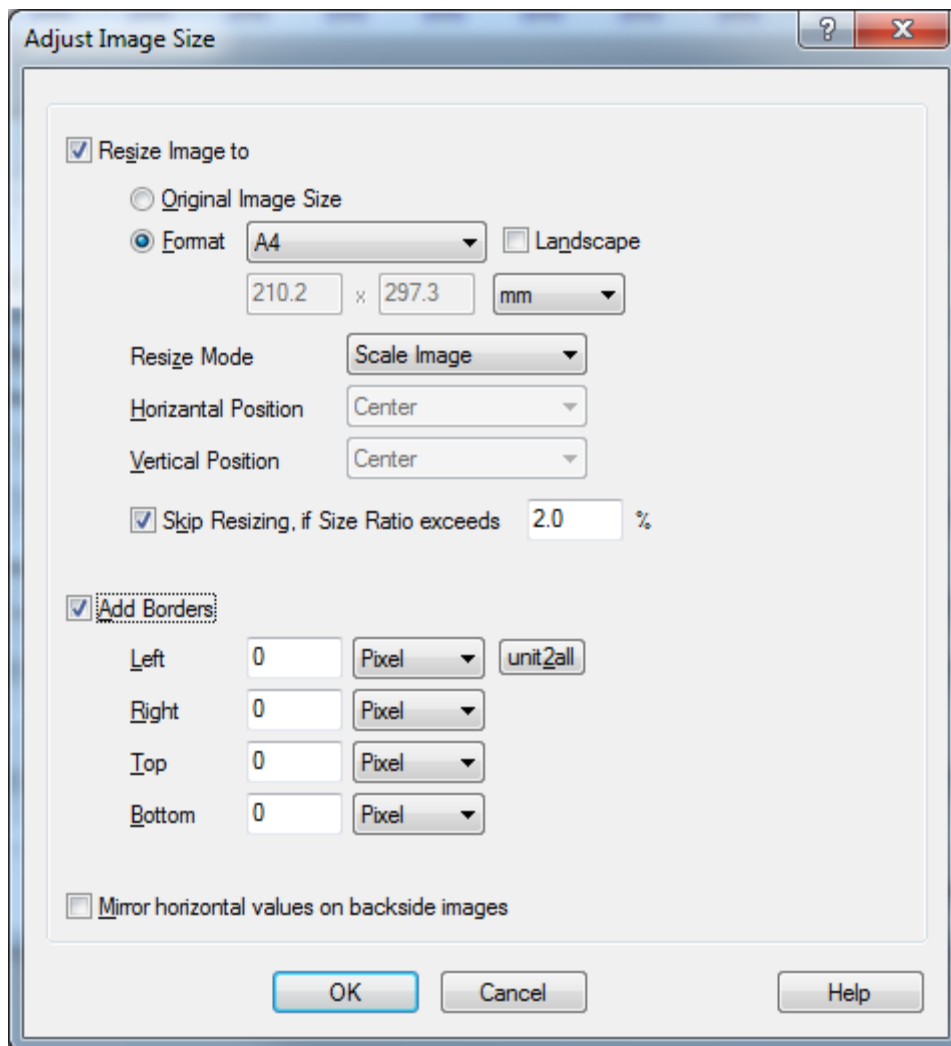 Adjust Image Size
?
X
Resize Image to
Original Image Size
Format A4 Landscape
210.2 x 297.3 mm
Resize Mode Scale Image
Horizantal Position Center
Vertical Position Center
Skip Resizing, if Size Ratio exceeds 2.0 %
Add Borders
Left 0 Pixel unit2all
Right 0 Pixel
Top 0 Pixel
Bottom 0 Pixel
Mirror horizontal values on backside images
OK Cancel Help